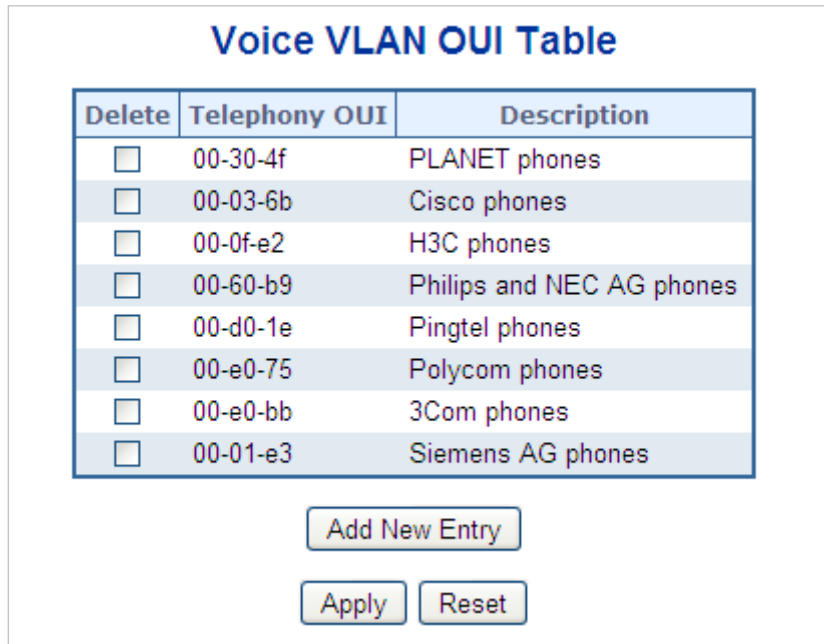 Voice VLAN OUI Table
Delete Telephony OUI Description
00-30-4f PLANET phones
00-03-6b Cisco phones
00-0f-e2 H3C phones
00-60-b9 Philips and NEC AG phones
00-d0-1e Pingtel phones
00-e0-75 Polycom phones
00-e0-bb 3Com phones
00-01-e3 Siemens AG phones
Add New Entry
Apply Reset